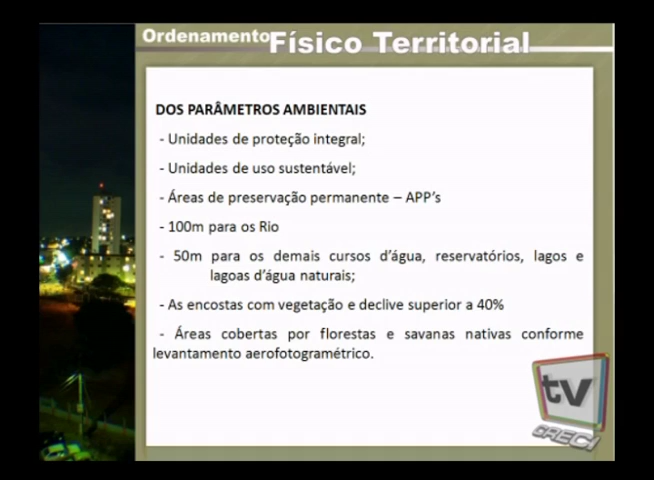 Ordenamento Físico Territorial
DOS PARÂMETROS AMBIENTAIS
- Unidades de proteção integral;
- Unidades de uso sustentável;
- Áreas de preservação permanente – APP's
- 100m para os Rio
- 50m para os demais cursos d'água, reservatórios, lagos e
lagoas d'água naturais;
- As encostas com vegetação e declive superior a 40%
- Áreas cobertas por florestas e savanas nativas conforme
levantamento aerofotogramétrico.
tv
CRECI